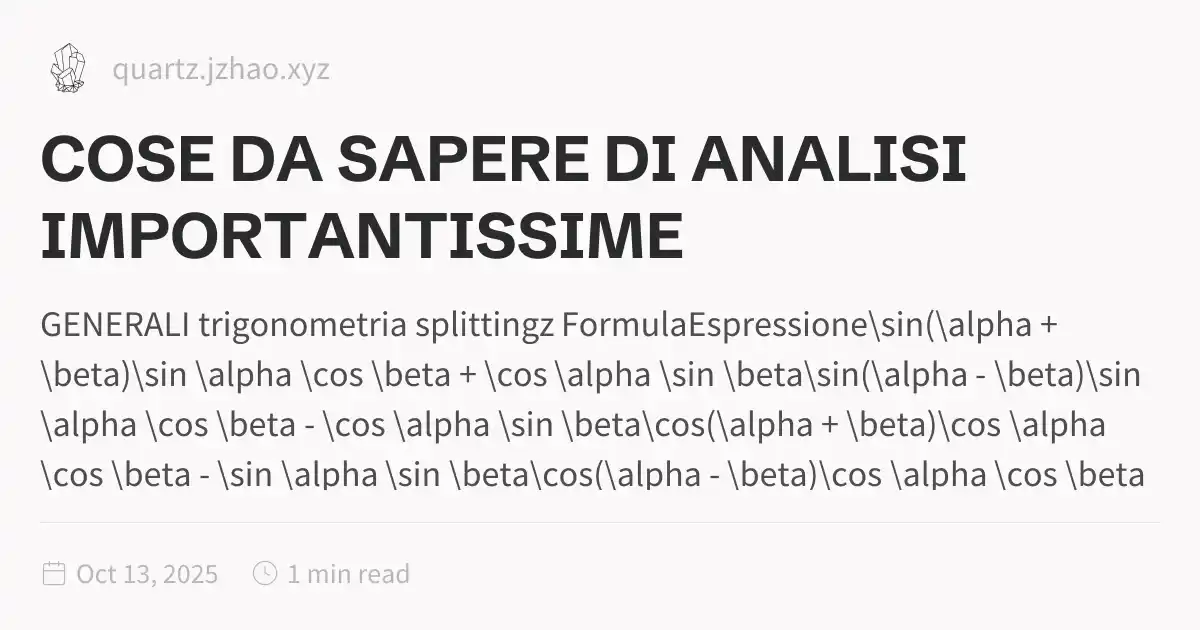 quartz.jzhao.xyz
COSE DA SAPERE DI ANALISI
IMPORTANTISSIME
GENERALI trigonometria splittingz FormulaEspressione\sin(\alpha +
\beta)\sin \alpha \cos \beta + \cos \alpha \sin \beta\sin(\alpha - \beta)\sin
\alpha \cos \beta - \cos \alpha \sin \beta\cos(\alpha + \beta)\cos \alpha
\cos \beta - \sin \alpha \sin \beta\cos(\alpha - \beta)\cos \alpha \cos \beta
Oct 13, 2025 1 min read